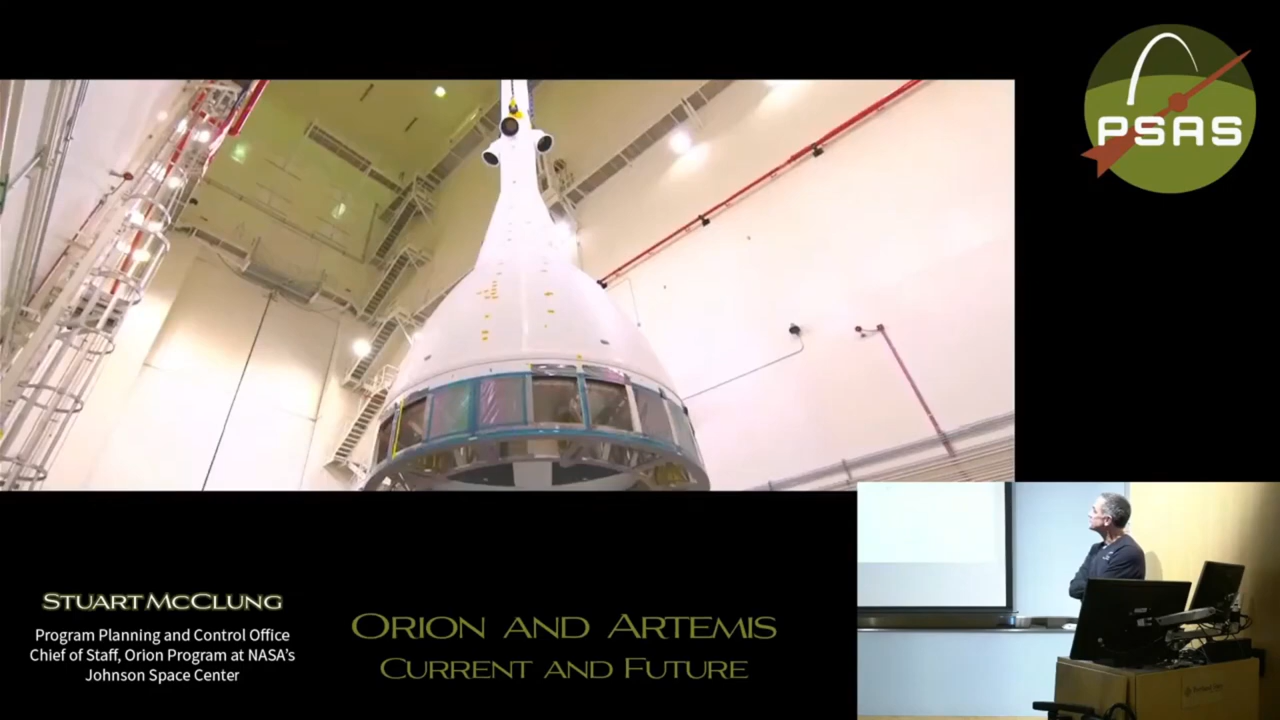 PSAS
STUART MCCLUNG
Program Planning and Control Office
Chief of Staff, Orion Program at NASA's
Johnson Space Center
ORION AND ARTEMIS
CURRENT AND FUTURE